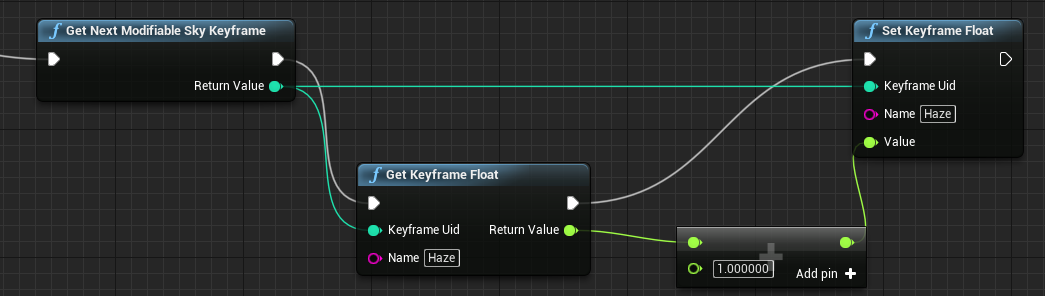 f Get Next Modifiable Sky Keyframe
Return Value
f Set Keyframe Float
Keyframe Uid
Name Haze
Value
f Get Keyframe Float
Keyframe Uid Return Value
Name Haze
1.000000 Add pin +